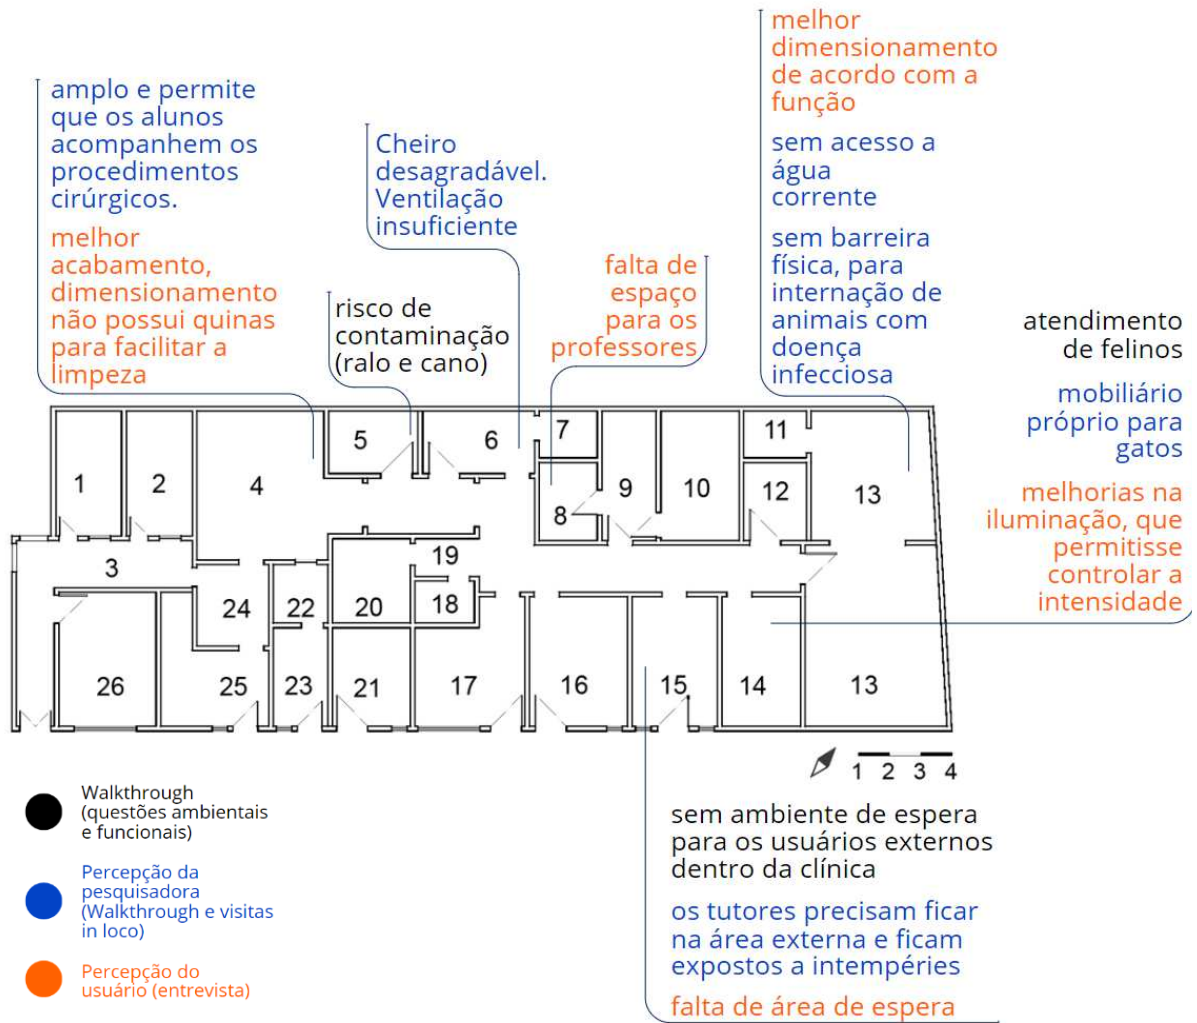 melhor
dimensionamento
de acordo com a
função
sem acesso a
água
corrente
sem barreira
física, para
internação de
animais com
doença
infecciosa
amplo e permite
que os alunos
acompanhem os
procedimentos
cirúrgicos.
melhor
acabamento,
dimensionamento
não possui quinas
para facilitar a
limpeza
Cheiro
desagradável.
Ventilação
insuficiente
risco de
contaminação
(ralo e cano)
falta de
espaço
para os
professores
atendimento
de felinos
mobiliário
próprio para
gatos
melhorias na
iluminação, que
permitisse
controlar a
intensidade
1
2
3
4
5
6
7
8
9
10
11
12
13
13
14
15
16
17
18
19
20
21
22
23
24
25
26
1 2 3 4
Walkthrough
(questões ambientais
e funcionais)
Percepção da
pesquisadora
(Walkthrough e visitas
in loco)
Percepção do
usuário (entrevista)
sem ambiente de espera
para os usuários externos
dentro da clínica
os tutores precisam ficar
na área externa e ficam
expostos a intempéries
falta de área de espera